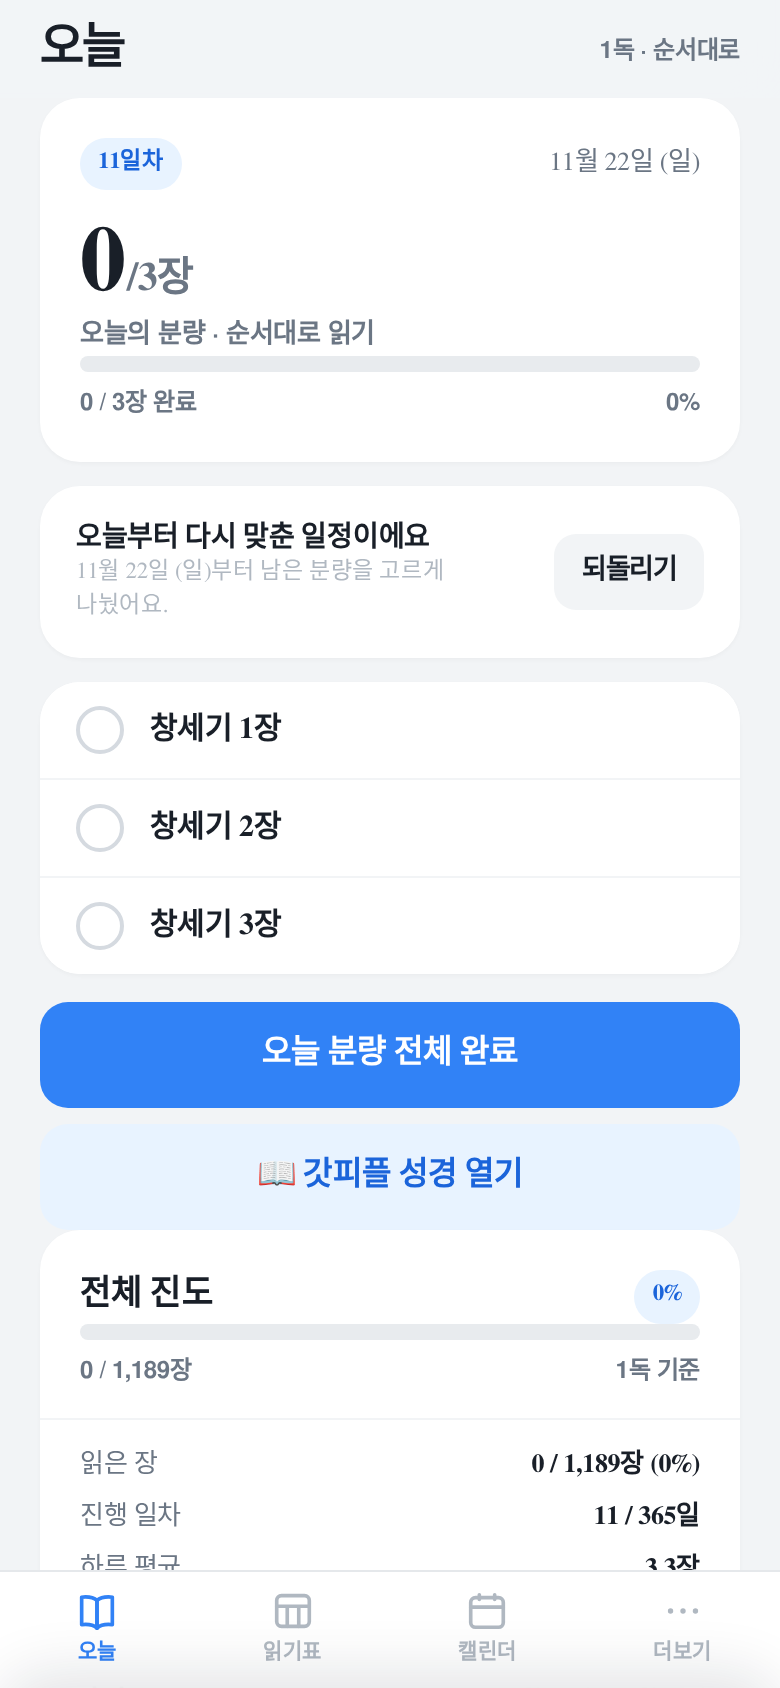 오늘
1독 · 순서대로
11일차
11월 22일 (일)
0/3장
오늘의 분량 · 순서대로 읽기
0 / 3장 완료
0%
오늘부터 다시 맞춘 일정이에요
11월 22일 (일)부터 남은 분량을 고르게
나눴어요.
되돌리기
창세기 1장
창세기 2장
창세기 3장
오늘 분량 전체 완료
📖 갓피플 성경 열기
전체 진도
0%
0 / 1,189장
1독 기준
읽은 장
0 / 1,189장 (0%)
진행 일차
11 / 365일
하루 평균
3.3장
오늘
읽기표
캘린더
더보기